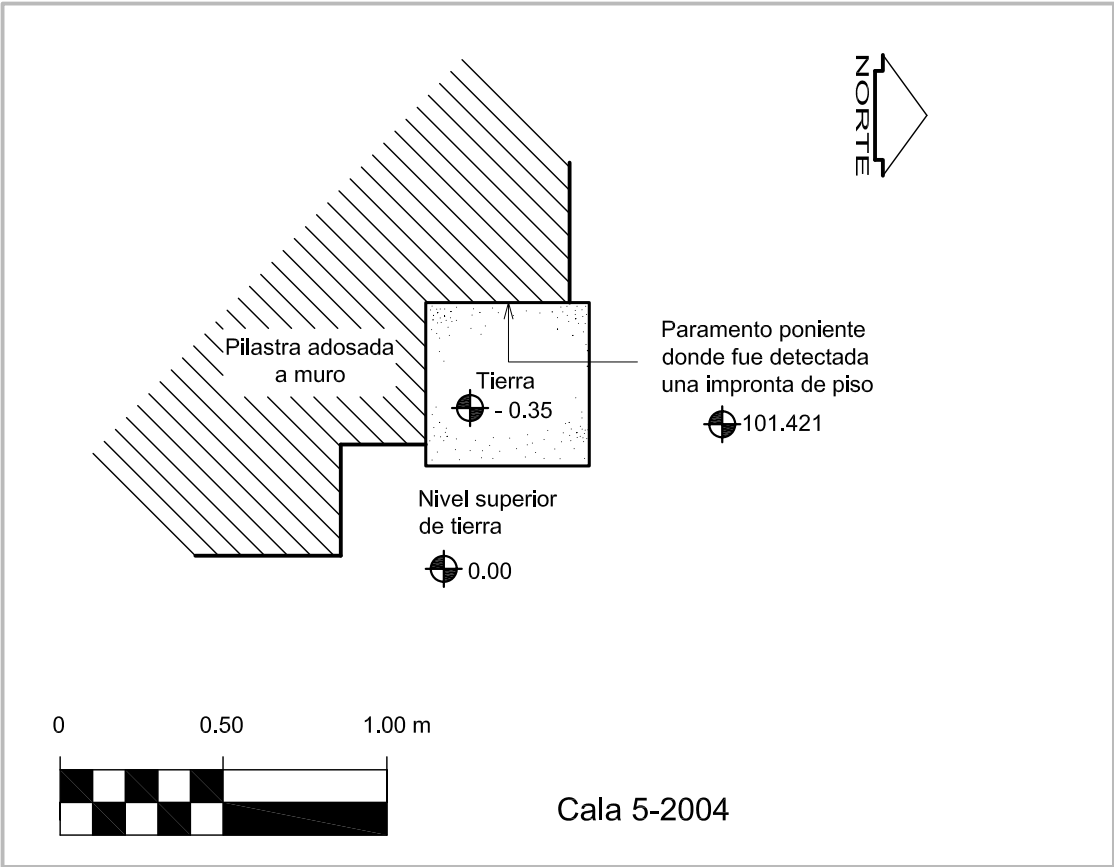 NORTE
Pilastra adosada
a muro
Tierra
- 0.35
Paramento poniente
donde fue detectada
una impronta de piso
101.421
Nivel superior
de tierra
0.00
0 0.50 1.00 m
Cala 5-2004